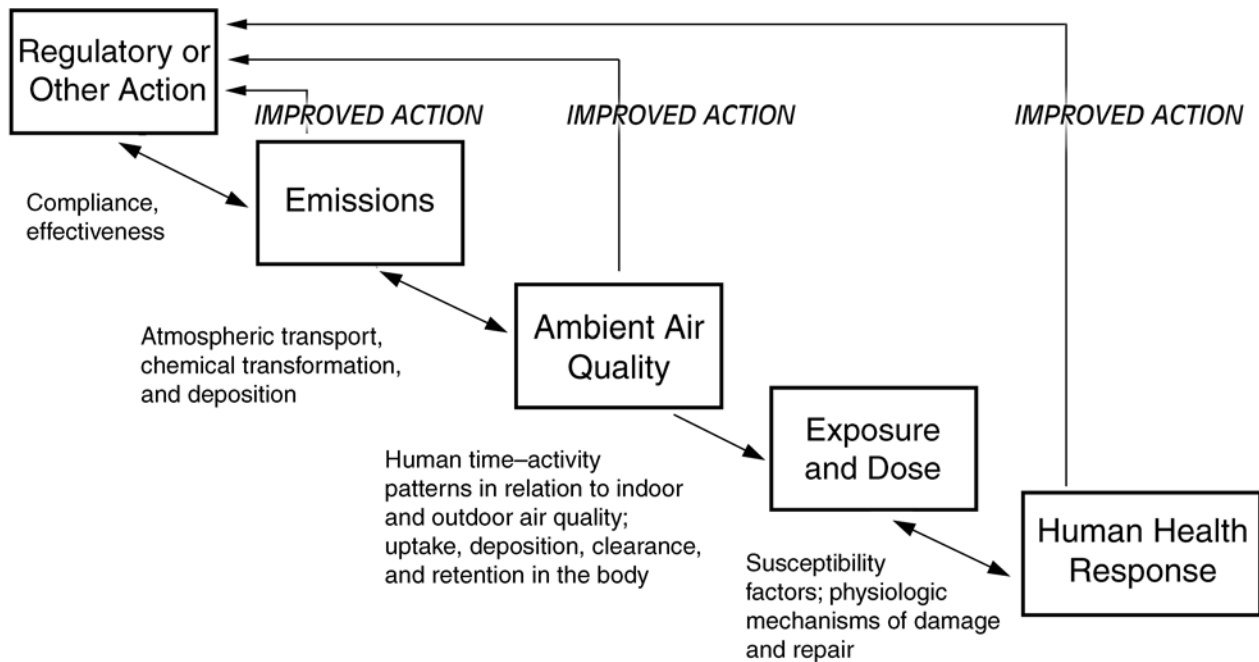 Regulatory or
Other Action
IMPROVED ACTION
IMPROVED ACTION
IMPROVED ACTION
Emissions
Compliance,
effectiveness
Ambient Air
Quality
Atmospheric transport,
chemical transformation,
and deposition
Exposure
and Dose
Human time–activity
patterns in relation to indoor
and outdoor air quality;
uptake, deposition, clearance,
and retention in the body
Human Health
Response
Susceptibility
factors; physiologic
mechanisms of damage
and repair